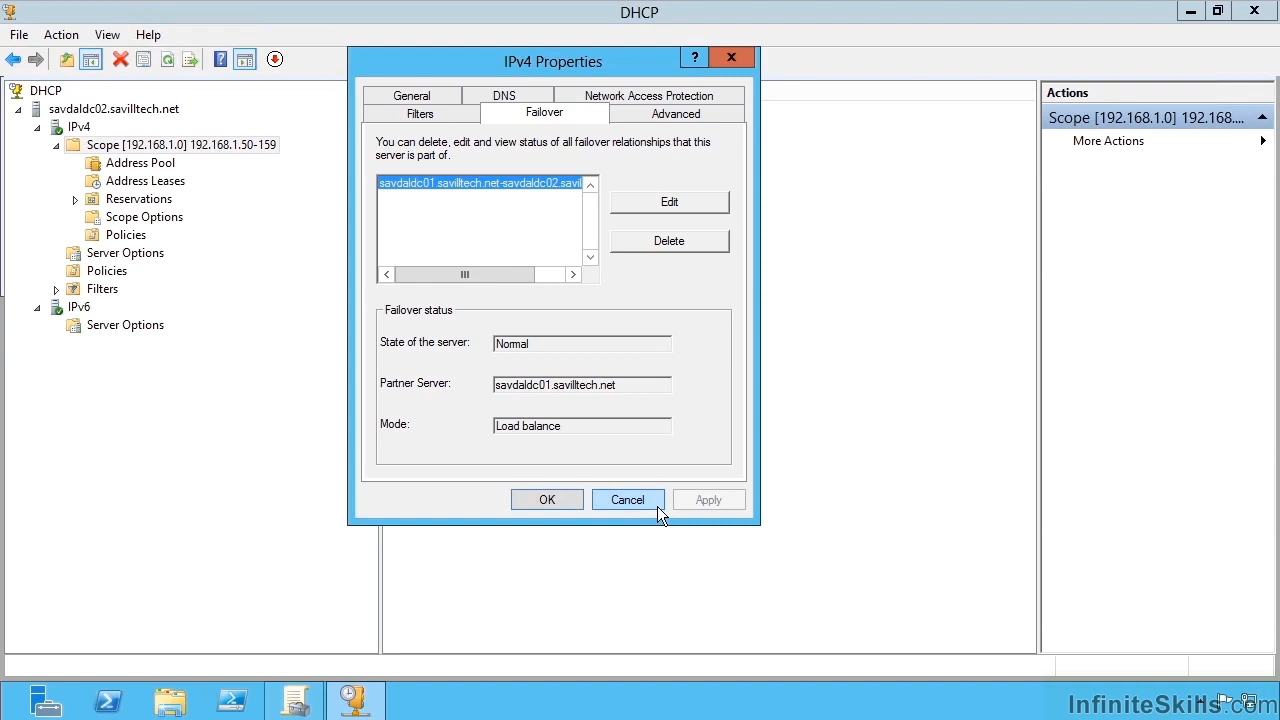 DHCP
File Action View Help
DHCP
savdaldc02.savilltech.net
IPv4
Scope [192.168.1.0] 192.168.1.50-159
Address Pool
Address Leases
Reservations
Scope Options
Policies
Server Options
Policies
Filters
IPv6
Server Options
IPv4 Properties
General DNS Network Access Protection
Filters Failover Advanced
You can delete, edit and view status of all failover relationships that this
server is part of.
savdaldc01.savilltech.net-savdaldc02.savil
Edit
Delete
Failover status
State of the server: Normal
Partner Server: savdaldc01.savilltech.net
Mode: Load balance
OK Cancel Apply
Actions
Scope [192.168.1.0] 192.168....
More Actions
InfiniteSkills.com